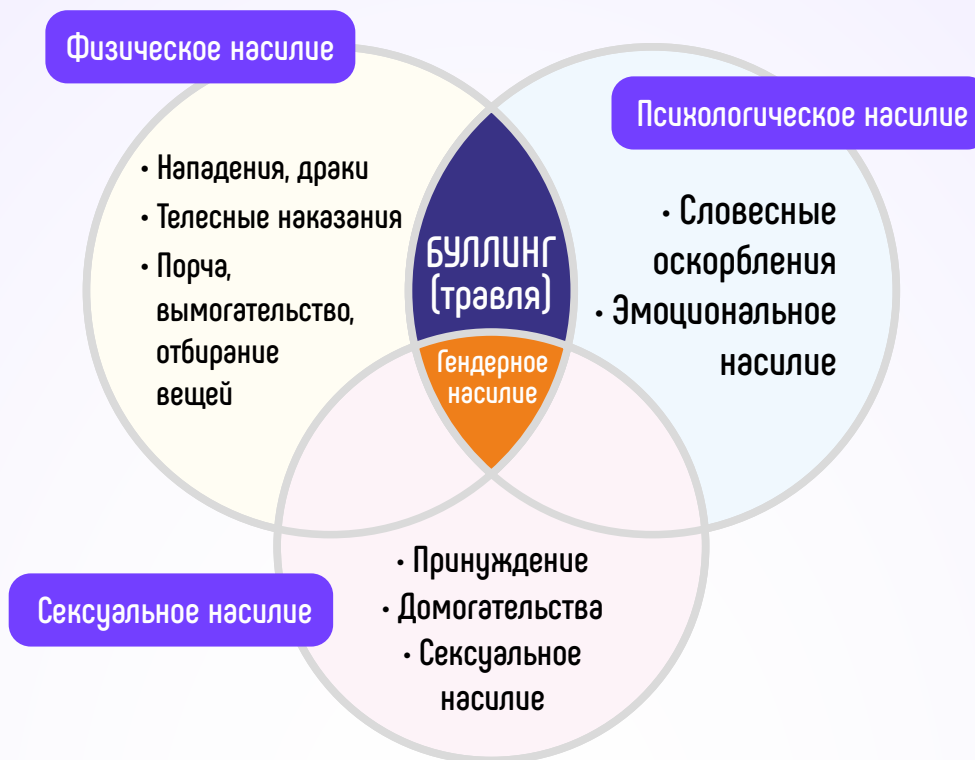 Физическое насилие
Психологическое насилие
• Нападения, драки
• Телесные наказания
• Порча,
вымогательство,
отбирание
вещей
БУЛЛИНГ
(травля)
Гендерное
насилие
• Словесные
оскорбления
• Эмоциональное
насилие
Сексуальное насилие
• Принуждение
• Домогательства
• Сексуальное
насилие